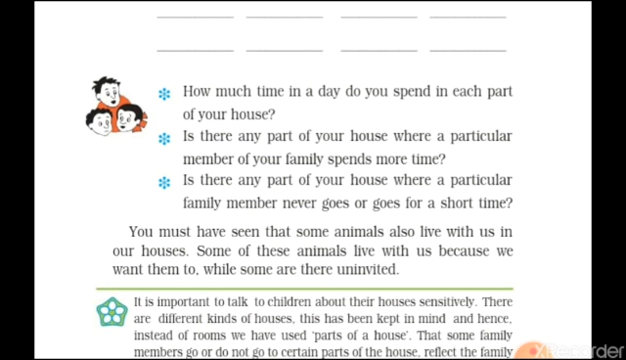 How much time in a day do you spend in each part
of your house?
Is there any part of your house where a particular
member of your family spends more time?
Is there any part of your house where a particular
family member never goes or goes for a short time?
You must have seen that some animals also live with us in
our houses. Some of these animals live with us because we
want them to, while some are there uninvited.
It is important to talk to children about their houses sensitively. There
are different kinds of houses, this has been kept in mind and hence,
instead of rooms we have used 'parts of a house'. That some family
members go or do not go to certain parts of the house, reflect the family
XRecorder